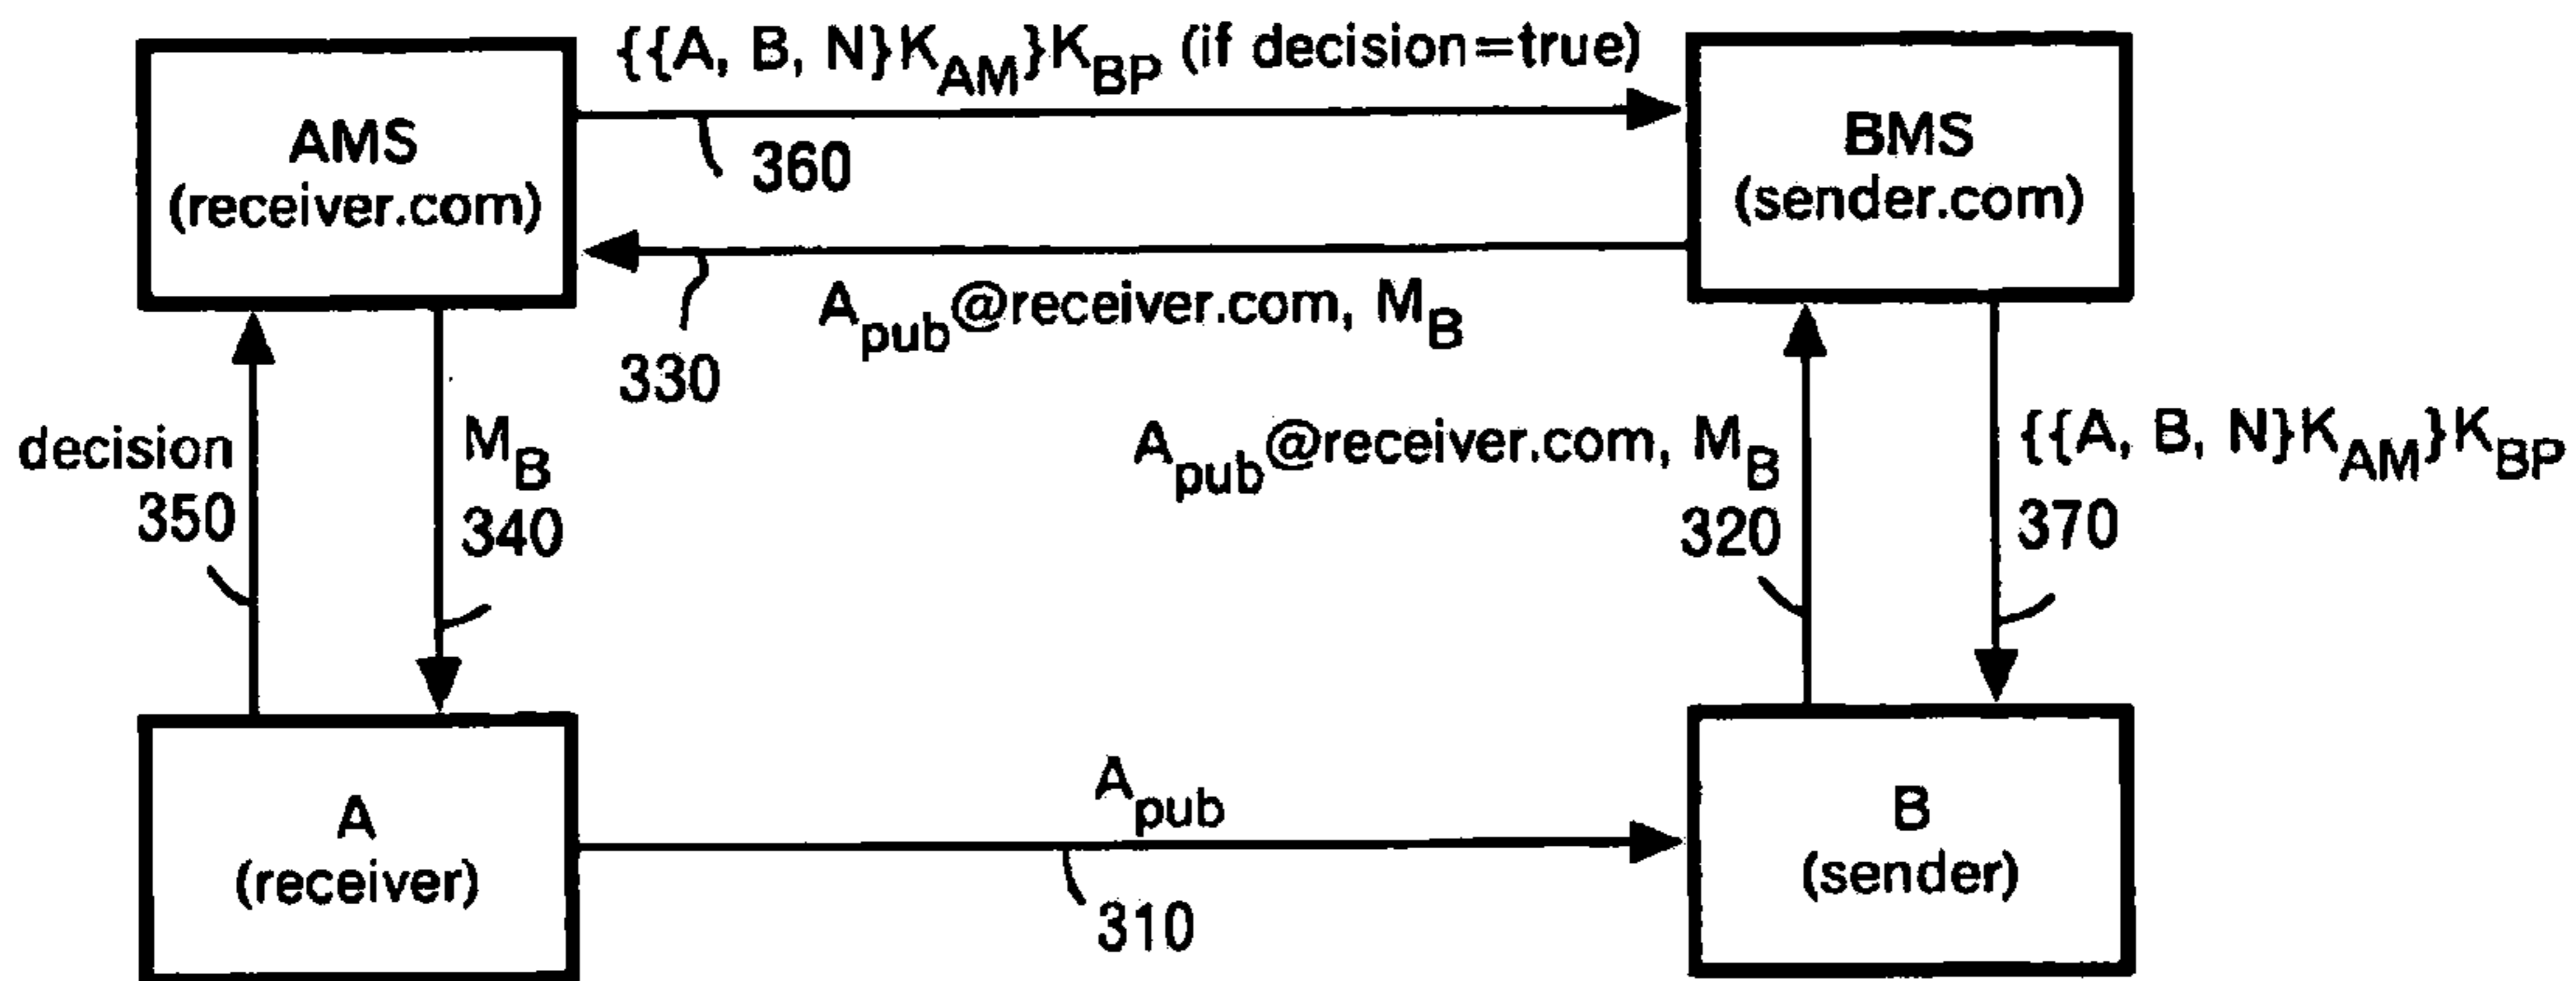 {{A, B, N}K_AM}K_BP (if decision=true)
AMS
(receiver.com)
360
BMS
(sender.com)
A_pub@receiver.com, M_B
330
decision
350
M_B
340
A_pub@receiver.com, M_B
320
{{A, B, N}K_AM}K_BP
370
A
(receiver)
A_pub
310
B
(sender)